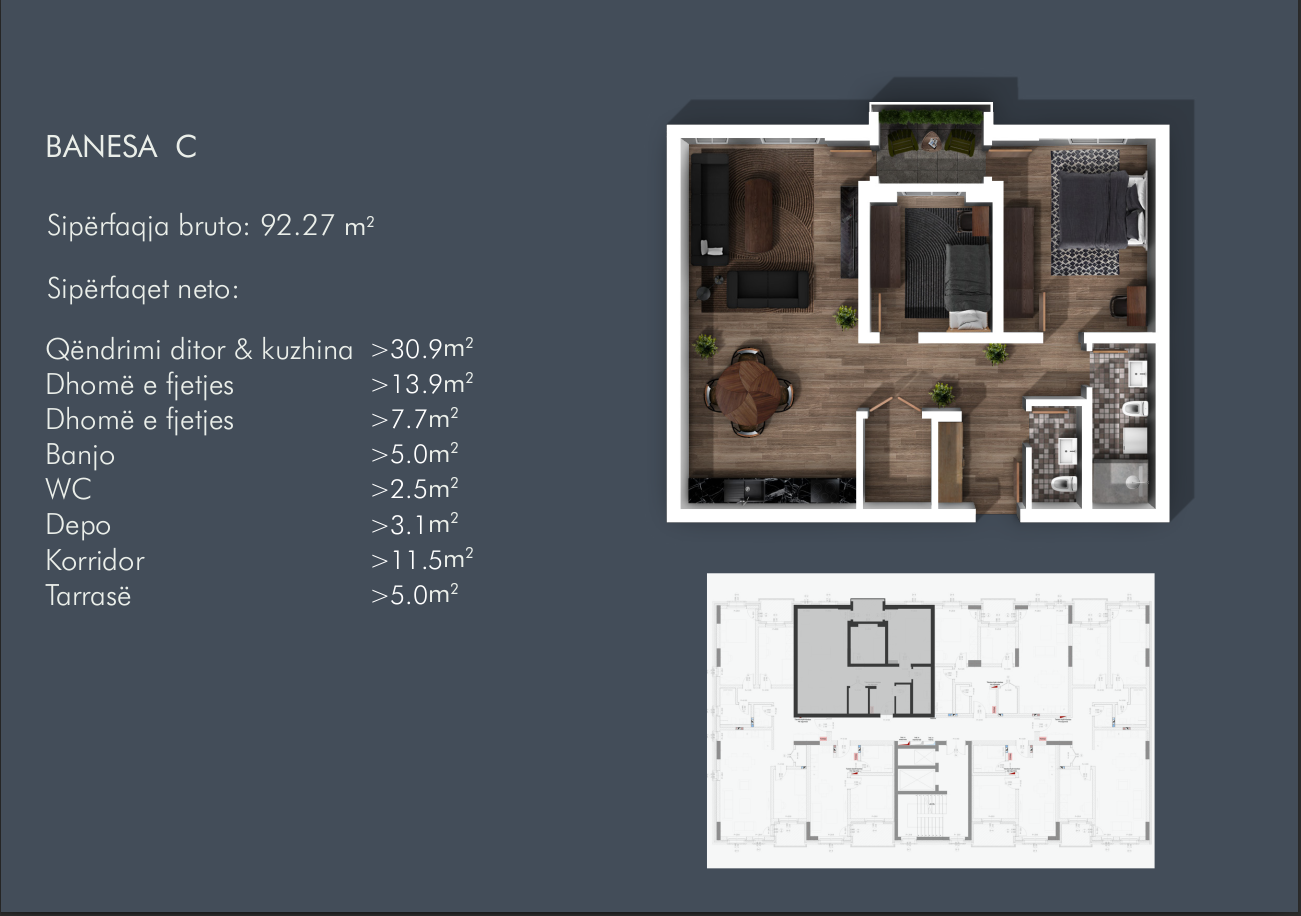 BANESA C
Sipërfaqja bruto: 92.27 m²
Sipërfaqet neto:
Qëndrimi ditor & kuzhina >30.9m²
Dhomë e fjetjes >13.9m²
Dhomë e fjetjes >7.7m²
Banjo >5.0m²
WC >2.5m²
Depo >3.1m²
Korridor >11.5m²
Tarrasë >5.0m²